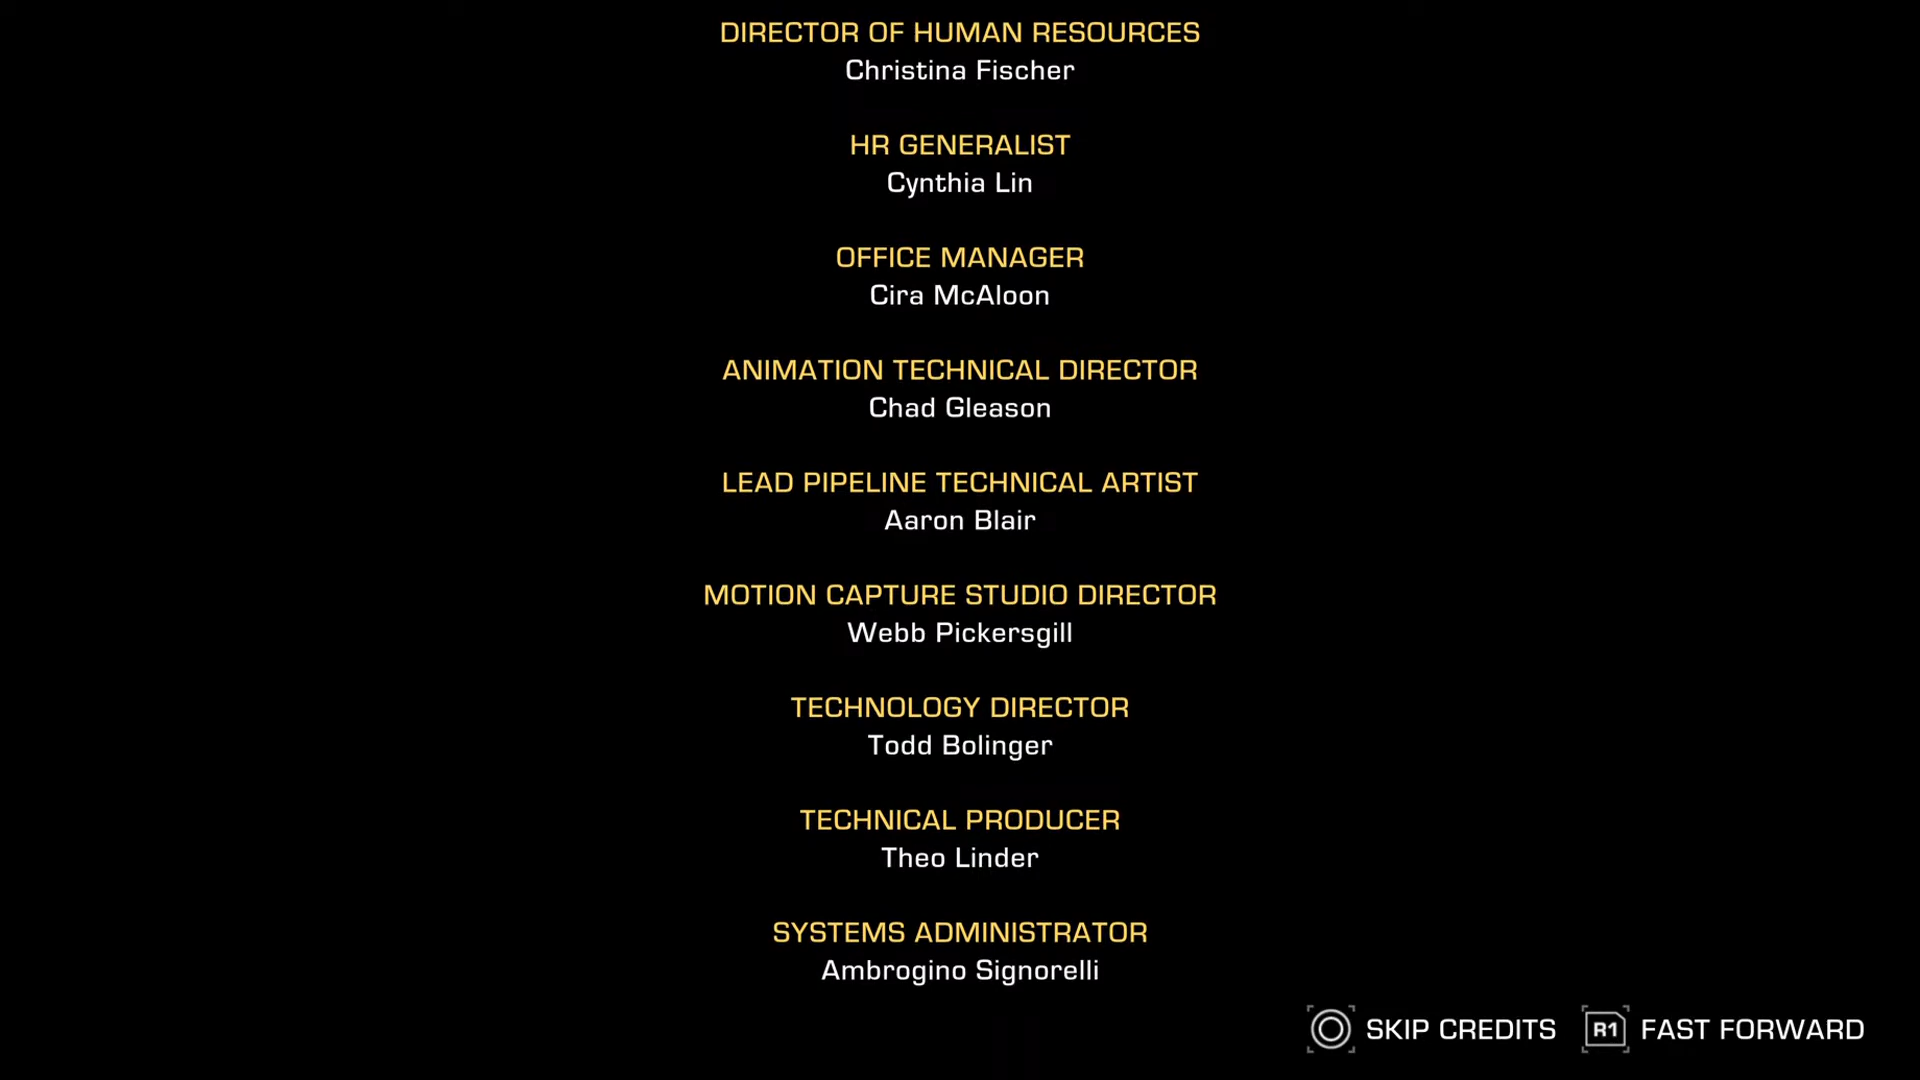 DIRECTOR OF HUMAN RESOURCES
Christina Fischer
HR GENERALIST
Cynthia Lin
OFFICE MANAGER
Cira McAloon
ANIMATION TECHNICAL DIRECTOR
Chad Gleason
LEAD PIPELINE TECHNICAL ARTIST
Aaron Blair
MOTION CAPTURE STUDIO DIRECTOR
Webb Pickersgill
TECHNOLOGY DIRECTOR
Todd Bolinger
TECHNICAL PRODUCER
Theo Linder
SYSTEMS ADMINISTRATOR
Ambrogino Signorelli
SKIP CREDITS R1 FAST FORWARD